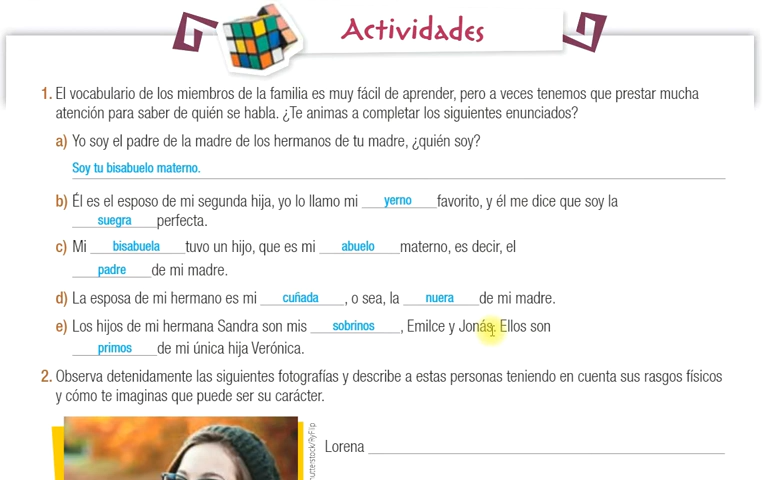 Actividades
1. El vocabulario de los miembros de la familia es muy fácil de aprender, pero a veces tenemos que prestar mucha
atención para saber de quién se habla. ¿Te animas a completar los siguientes enunciados?
a) Yo soy el padre de la madre de los hermanos de tu madre, ¿quién soy?
Soy tu bisabuelo materno.
b) Él es el esposo de mi segunda hija, yo lo llamo mi yerno favorito, y él me dice que soy la
suegra perfecta.
c) Mi bisabuela tuvo un hijo, que es mi abuelo materno, es decir, el
padre de mi madre.
d) La esposa de mi hermano es mi cuñada, o sea, la nuera de mi madre.
e) Los hijos de mi hermana Sandra son mis sobrinos, Emilce y Jonás. Ellos son
primos de mi única hija Verónica.
2. Observa detenidamente las siguientes fotografías y describe a estas personas teniendo en cuenta sus rasgos físicos
y cómo te imaginas que puede ser su carácter.
Lorena